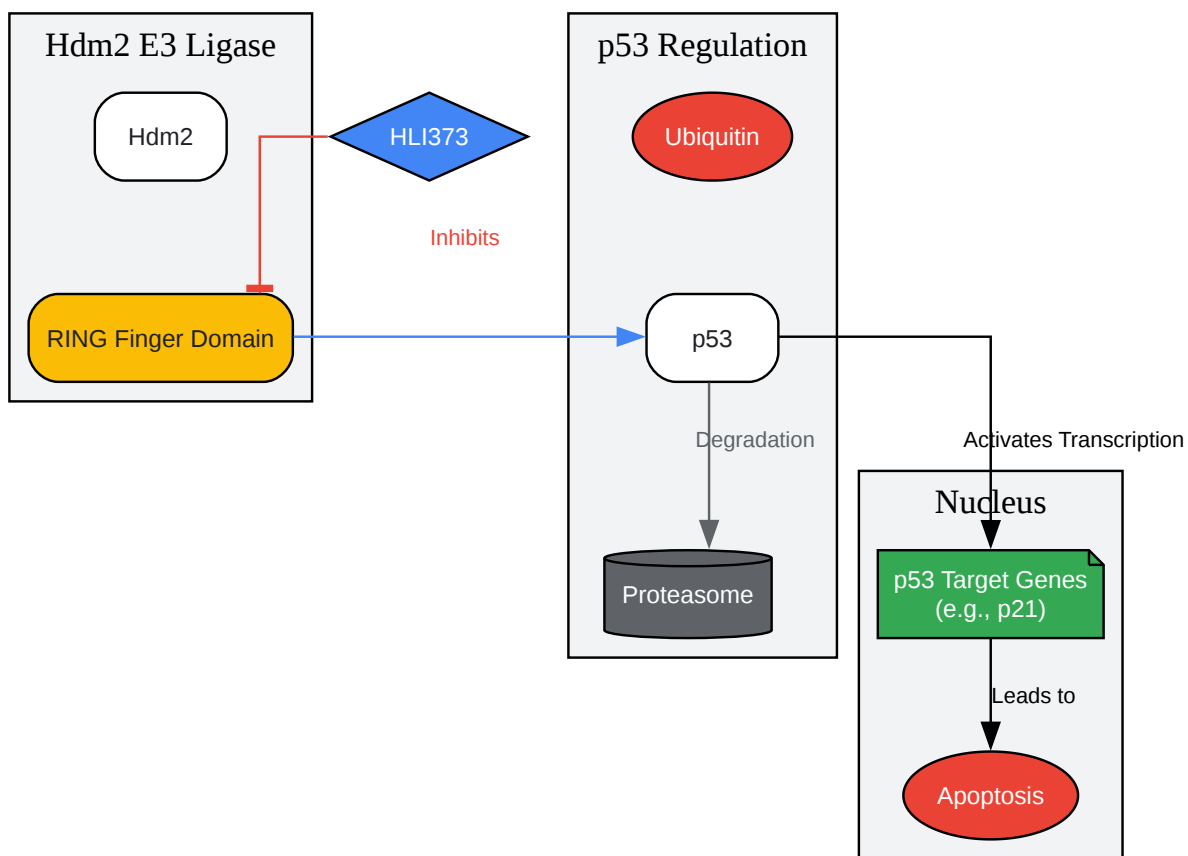 Hdm2 E3 Ligase
p53 Regulation
Hdm2
HLI373
Ubiquitin
Inhibits
RING Finger Domain
p53
Degradation
Activates Transcription
Nucleus
Proteasome
p53 Target Genes
(e.g., p21)
Leads to
Apoptosis